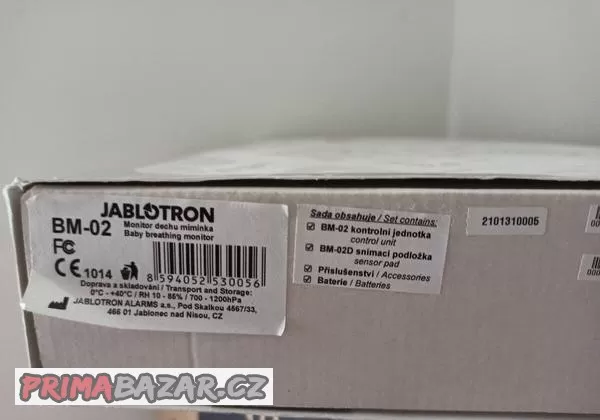 JABLOTRON
BM-02 Monitor dechu miminka
Baby breathing monitor
FC
CE 1014
8 594052 530056
Doprava a skladování / Transport and Storage:
0°C - +40°C / RH 10 - 85% / 700 - 1200hPa
JABLOTRON ALARMS a.s., Pod Skalkou 4567/33,
466 01 Jablonec nad Nisou, CZ
Sada obsahuje / Set contains:
BM-02 kontrolní jednotka
control unit
BM-02D snímací podložka
sensor pad
Příslušenství / Accessories
Baterie / Batteries
2101310005
PRIMABAZAR.CZ